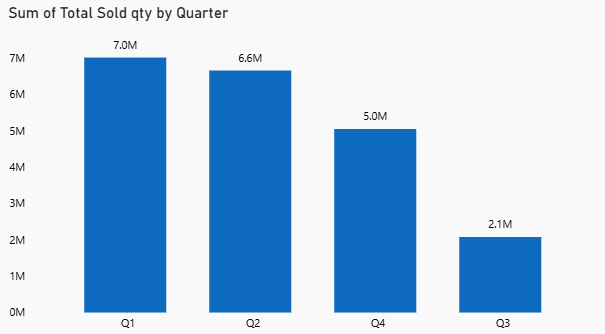 Sum of Total Sold qty by Quarter
7.0M
7M
6.6M
6M
5.0M
5M
4M
3M
2.1M
2M
1M
0M
Q1 Q2 Q4 Q3